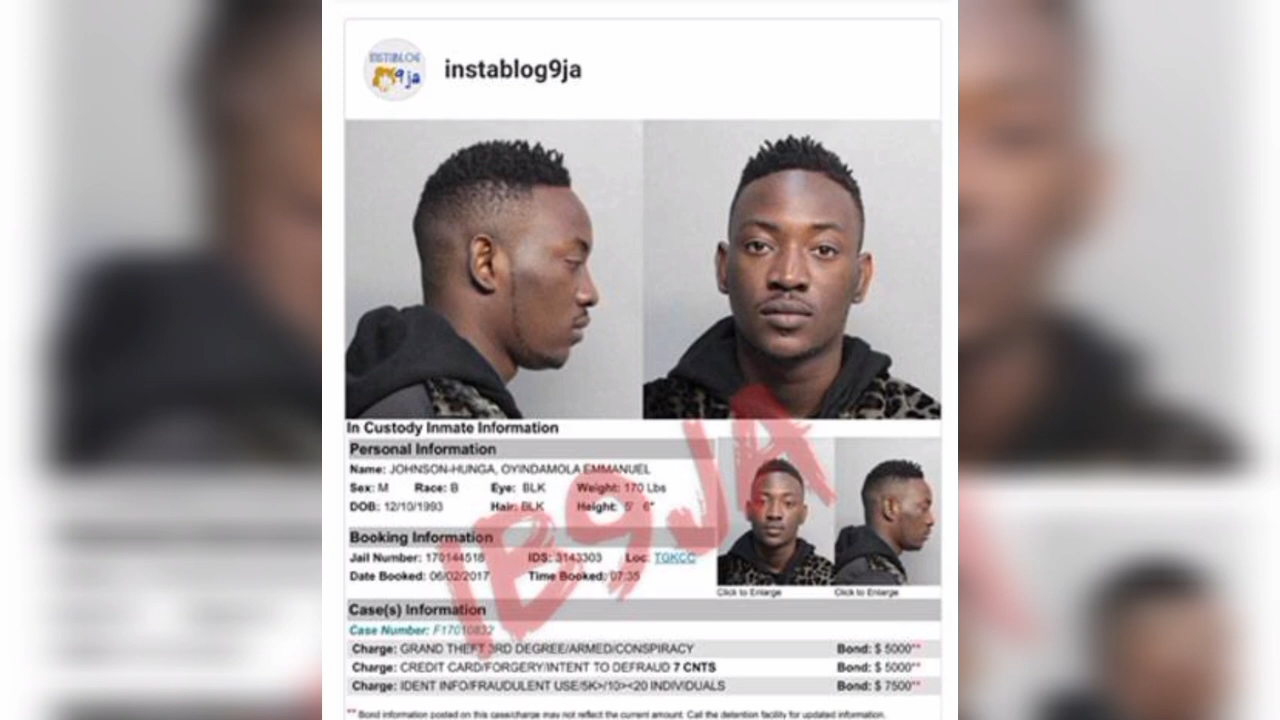 INSTABLOG
9ja
instablog9ja
In Custody Inmate Information
Personal Information
Name: JOHNSON-HUNGA, OYINDAMOLA EMMANUEL
Sex: M Race: B Eye: BLK Weight: 170 Lbs
DOB: 12/10/1993 Hair: BLK Height: 5' 6"
Booking Information
Jail Number: 170144518 IDS: 3143303 Loc: TGKCC
Date Booked: 06/02/2017 Time Booked: 07:35
Click to Enlarge Click to Enlarge
Case(s) Information
Case Number: F17010832
Charge: GRAND THEFT 3RD DEGREE/ARMED/CONSPIRACY Bond: $ 5000**
Charge: CREDIT CARD/FORGERY/INTENT TO DEFRAUD 7 CNTS Bond: $ 5000**
Charge: IDENT INFO/FRAUDULENT USE/5K>/10><20 INDIVIDUALS Bond: $ 7500**
** Bond information posted on this case/charge may not reflect the current amount. Call the detention facility for updated information.
IB9JA